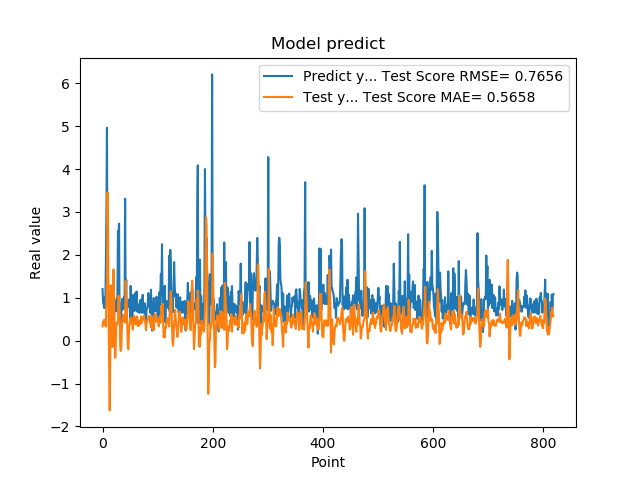 Model predict
Predict y... Test Score RMSE= 0.7656
Test y... Test Score MAE= 0.5658
Real value
6
5
4
3
2
1
0
−1
−2
0 200 400 600 800
Point